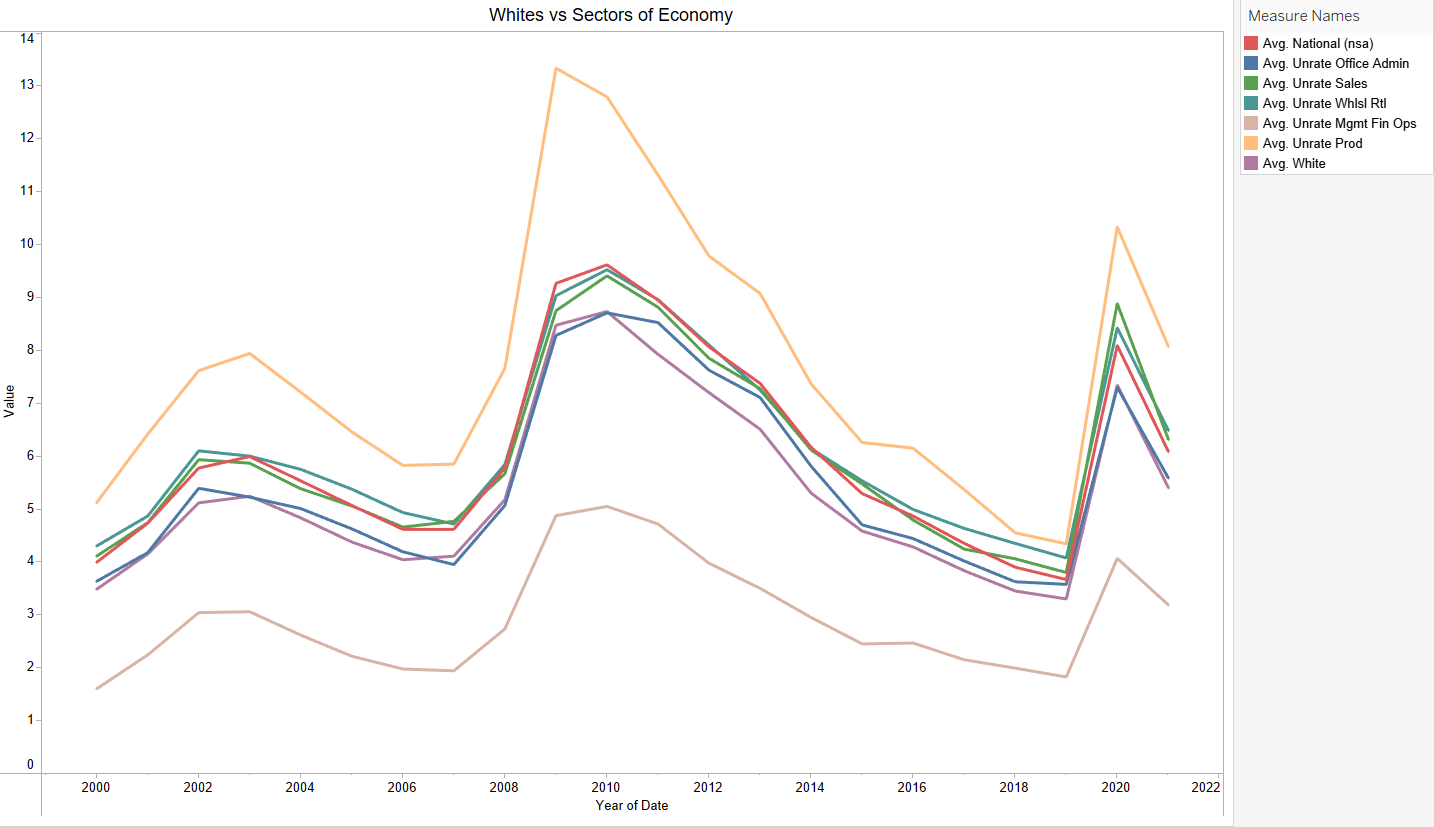 Whites vs Sectors of Economy
Measure Names
Avg. National (nsa)
Avg. Unrate Office Admin
Avg. Unrate Sales
Avg. Unrate Whlsl Rtl
Avg. Unrate Mgmt Fin Ops
Avg. Unrate Prod
Avg. White
14
13
12
11
10
9
8
7
6
5
4
3
2
1
0
Value
2000 2002 2004 2006 2008 2010 2012 2014 2016 2018 2020 2022
Year of Date